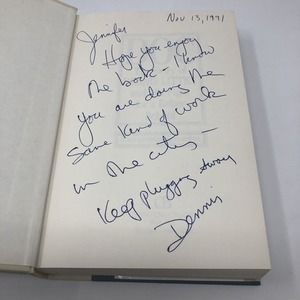 Nov 13, 1991
Jennifer
Hope you enjoy
the book - I know
you are doing the
same kind of work
in the city -
Keep plugging away
Dennis